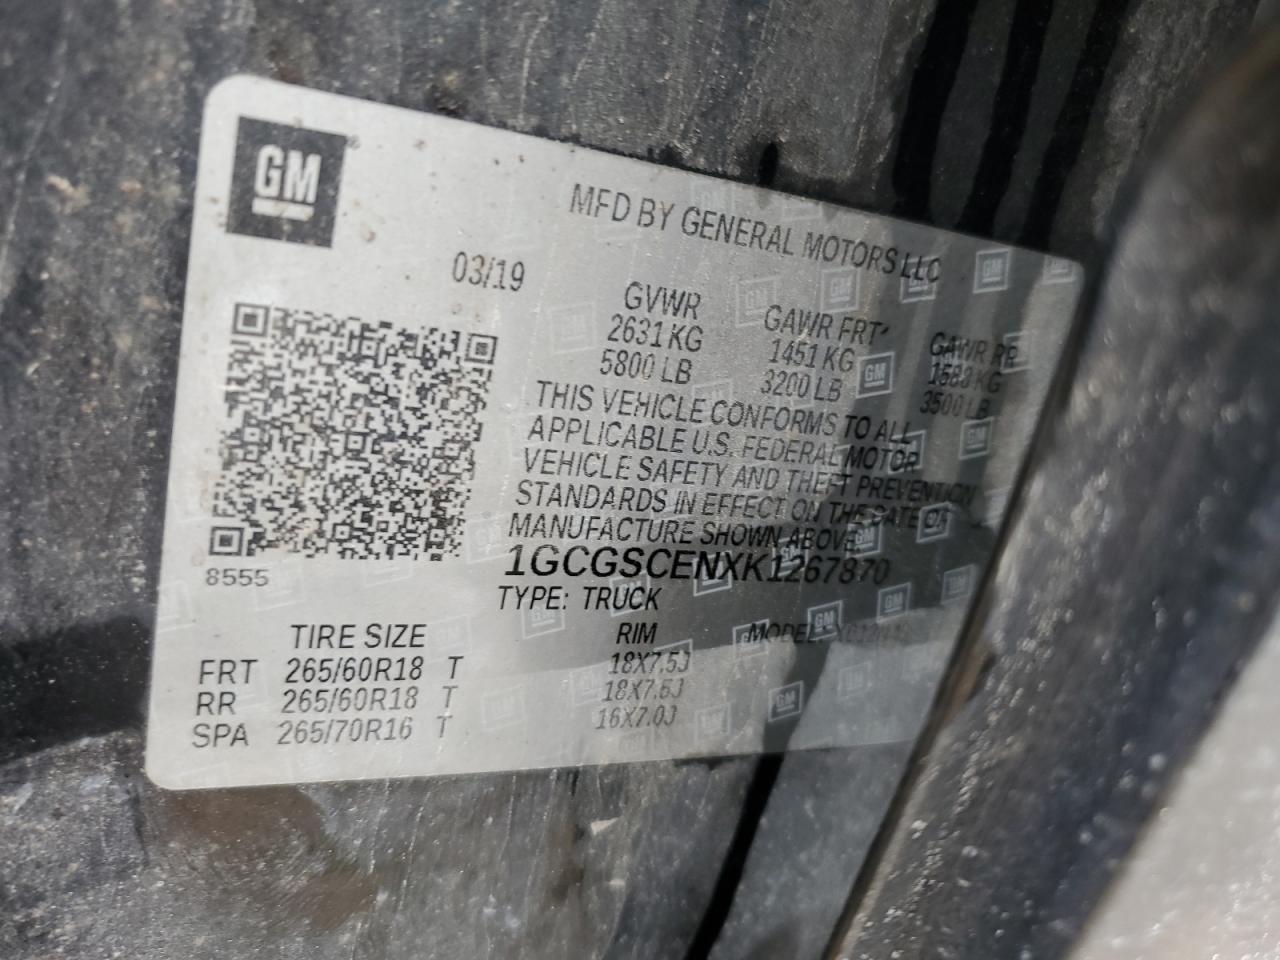 GM
MFD BY GENERAL MOTORS LLC
03/19
GVWR GAWR FRT GAWR RR
2631 KG 1451 KG 1588 KG
5800 LB 3200 LB 3500 LB
THIS VEHICLE CONFORMS TO ALL
APPLICABLE U.S. FEDERAL MOTOR
VEHICLE SAFETY AND THEFT PREVENTION
STANDARDS IN EFFECT ON THE DATE OF
MANUFACTURE SHOWN ABOVE.
1GCGSCENXK1267870
8555
TYPE: TRUCK
TIRE SIZE RIM MODEL:
FRT 265/60R18 T 18X7.5J
RR 265/60R18 T 18X7.5J
SPA 265/70R16 T 16X7.0J